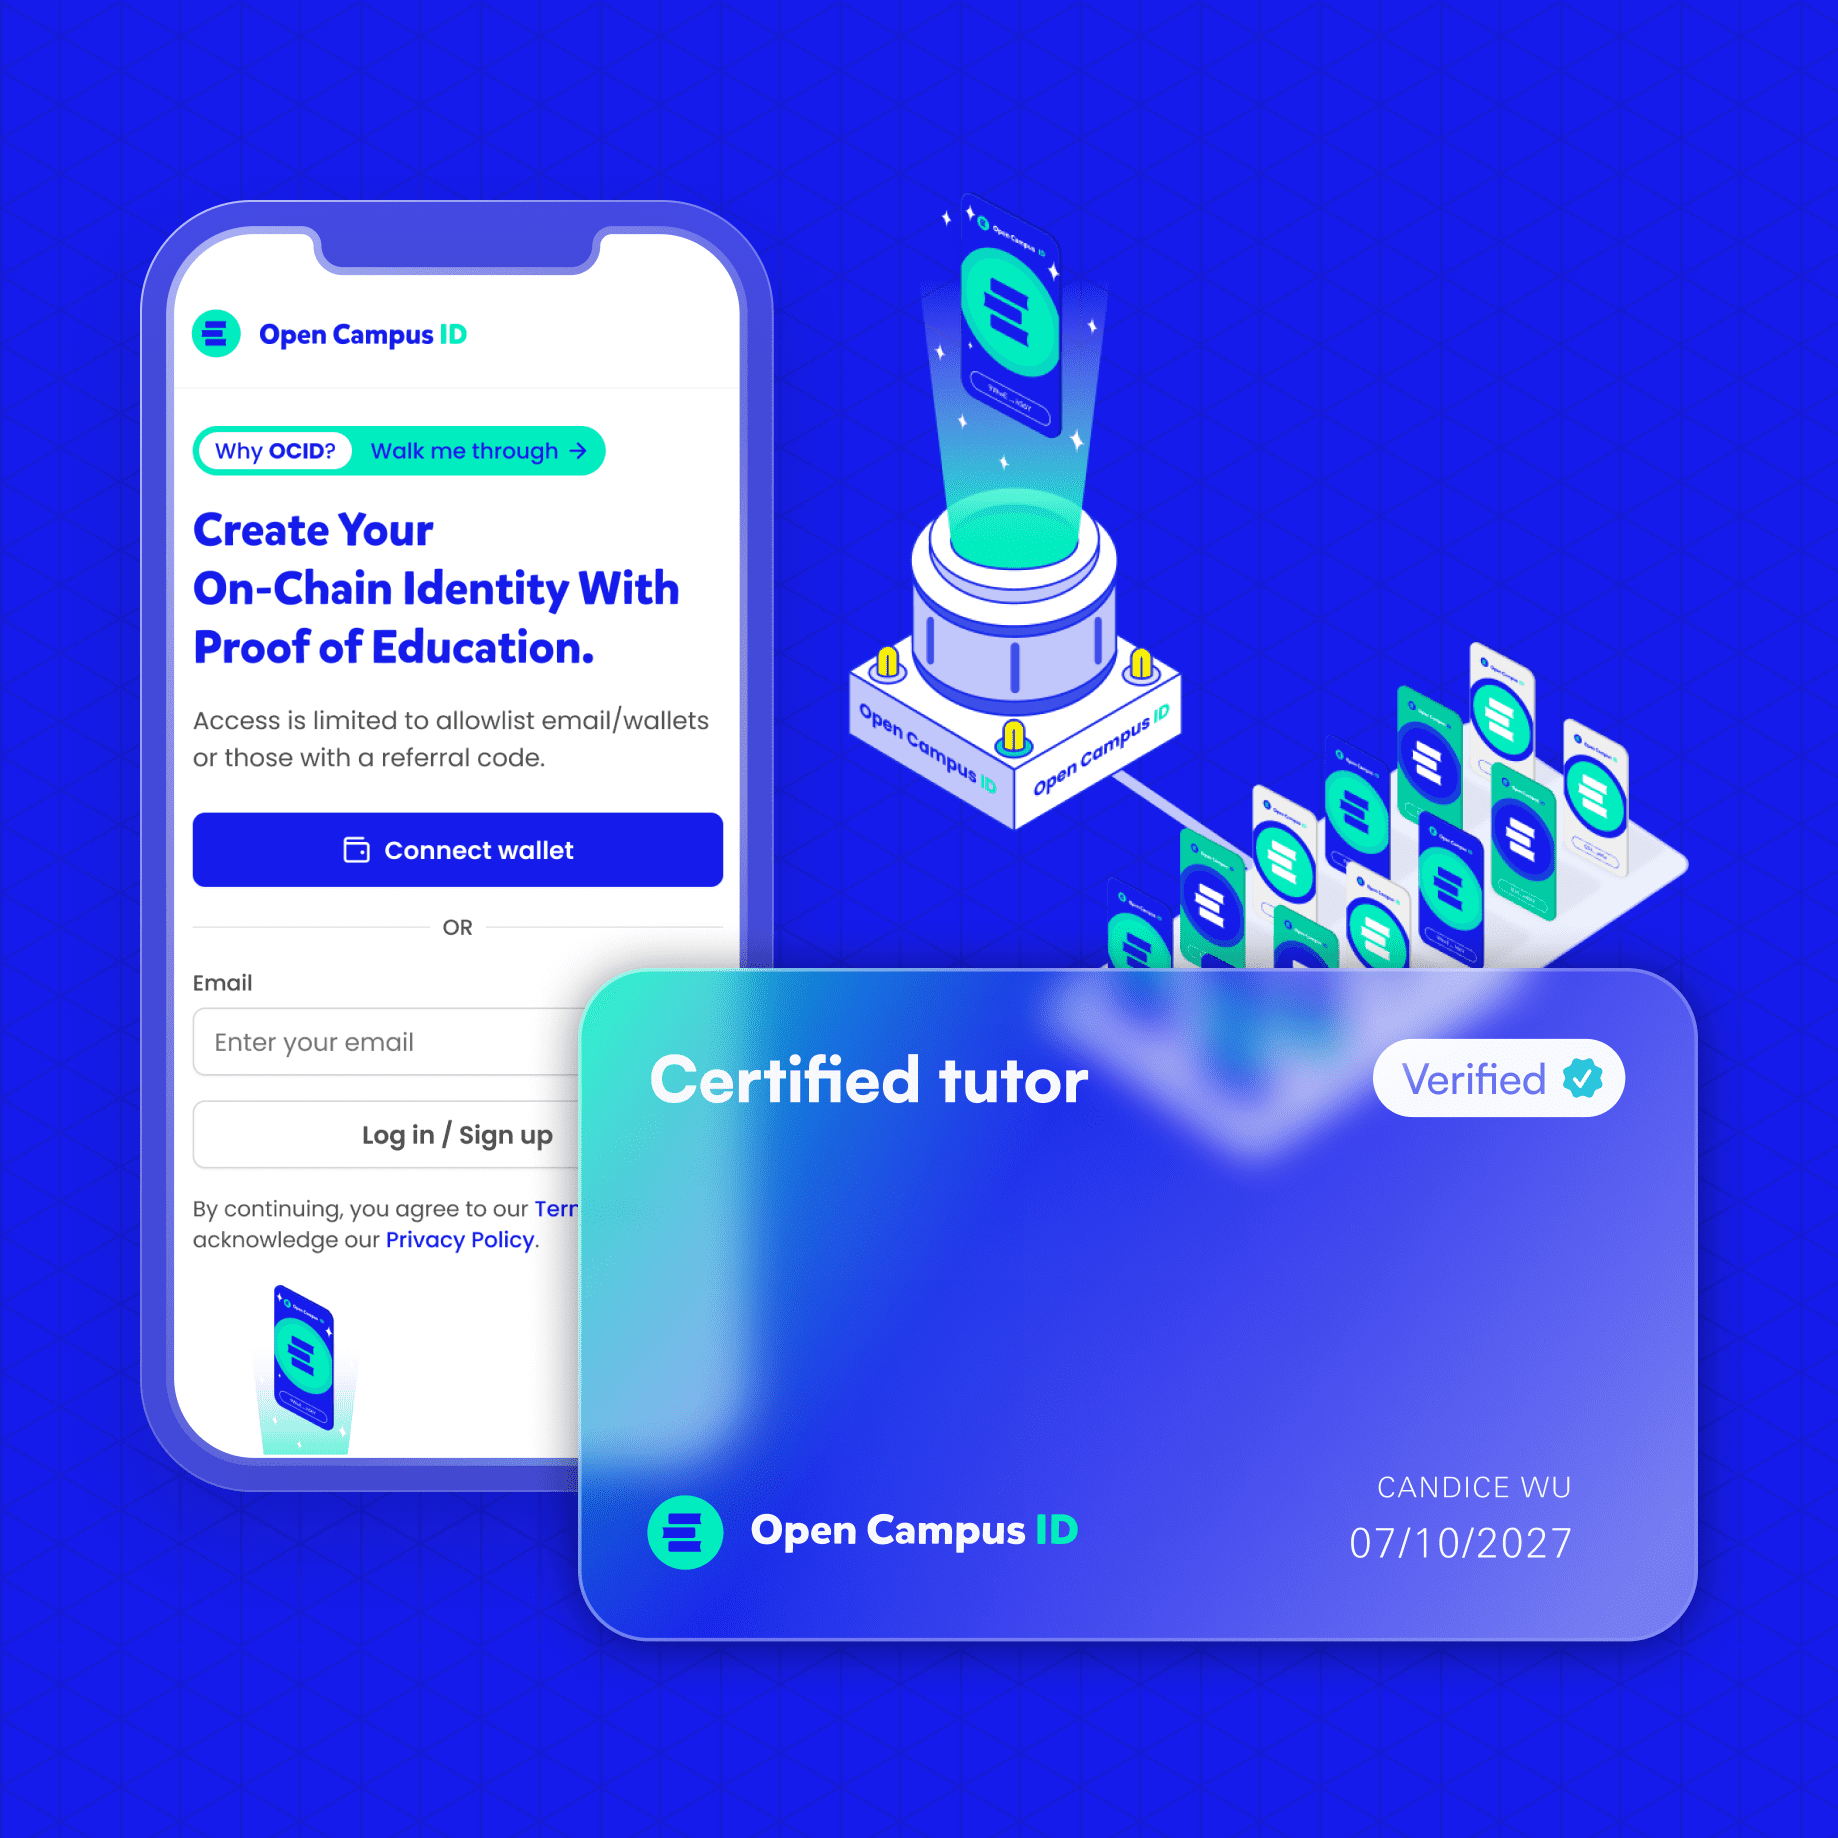 Open Campus ID
Why OCID? Walk me through →
Create Your
On-Chain Identity With
Proof of Education.
Access is limited to allowlist email/wallets
or those with a referral code.
Connect wallet
OR
Email
Enter your email
Log in / Sign up
By continuing, you agree to our
acknowledge our Privacy Policy.
Open Campus ID
Open Campus ID
Open Campus ID
Certified tutor
Verified
Open Campus ID
CANDICE WU
07/10/2027